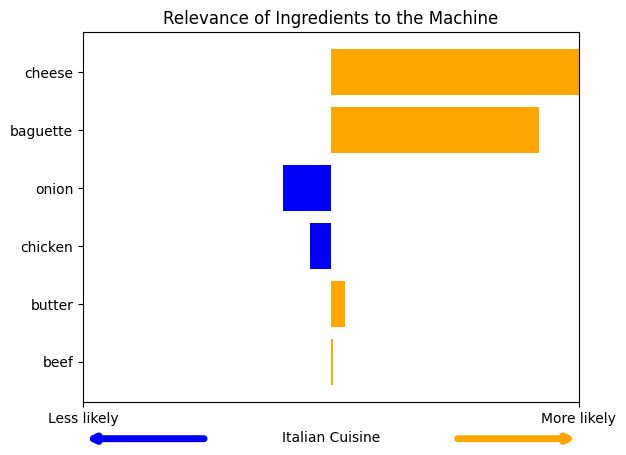 Relevance of Ingredients to the Machine
cheese
baguette
onion
chicken
butter
beef
Less likely
More likely
Italian Cuisine